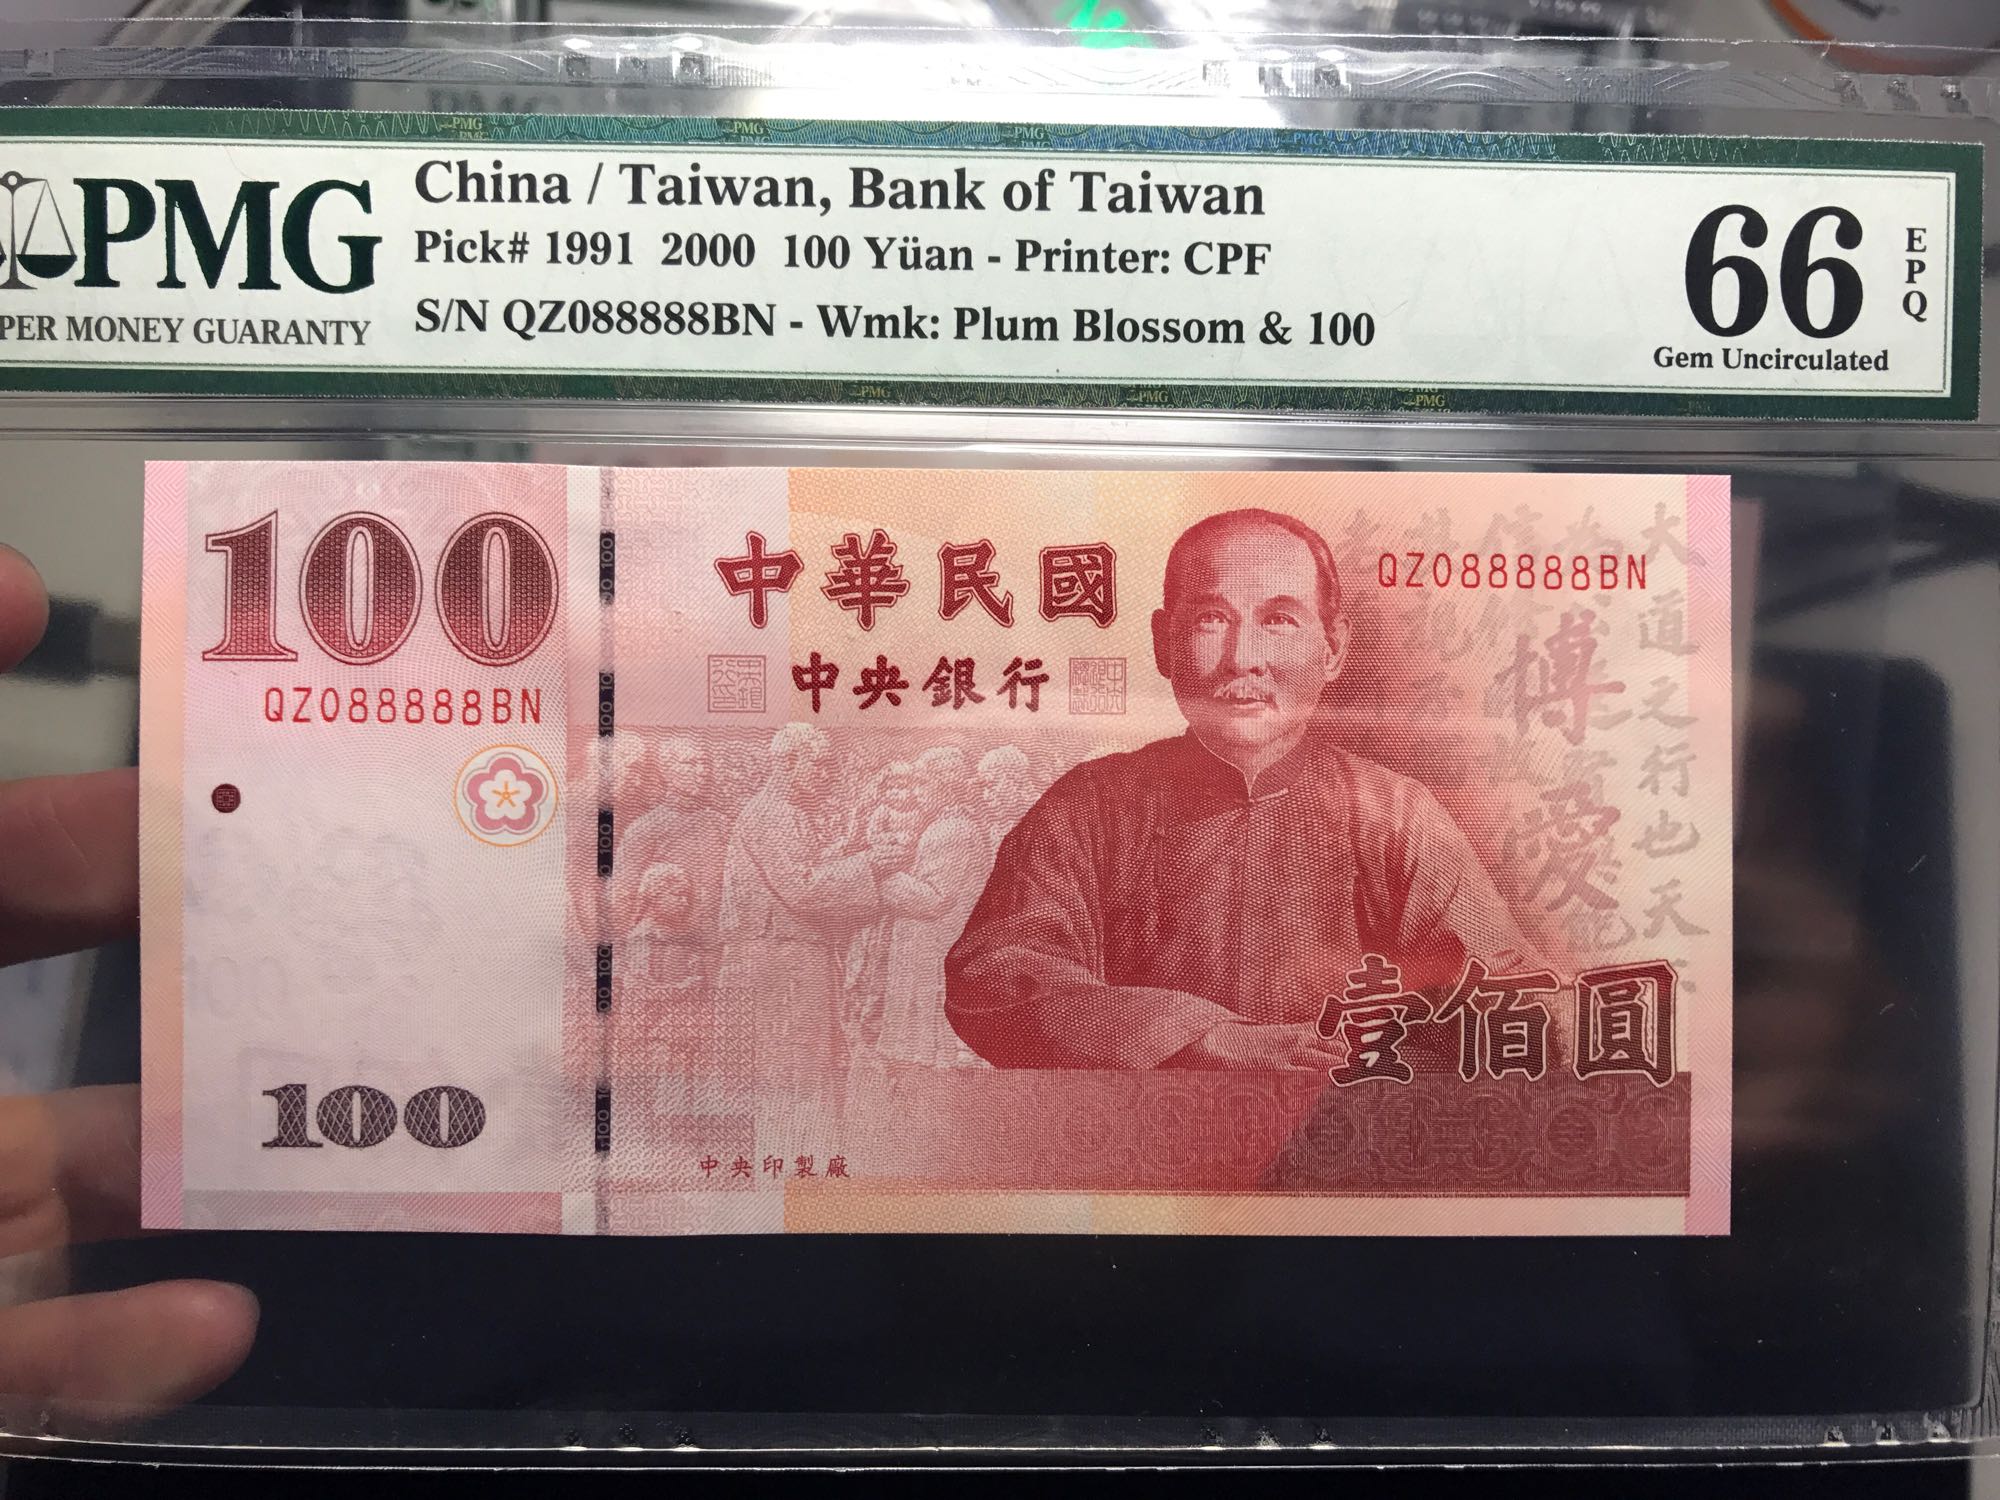 PMG
PER MONEY GUARANTY
China / Taiwan, Bank of Taiwan
Pick# 1991 2000 100 Yüan - Printer: CPF
S/N QZ088888BN - Wmk: Plum Blossom & 100
66
EPQ
Gem Uncirculated
100
QZ088888BN
中華民國
中央銀行
QZ088888BN
博愛
大道之行也天
壹佰圓
100
中央印製廠